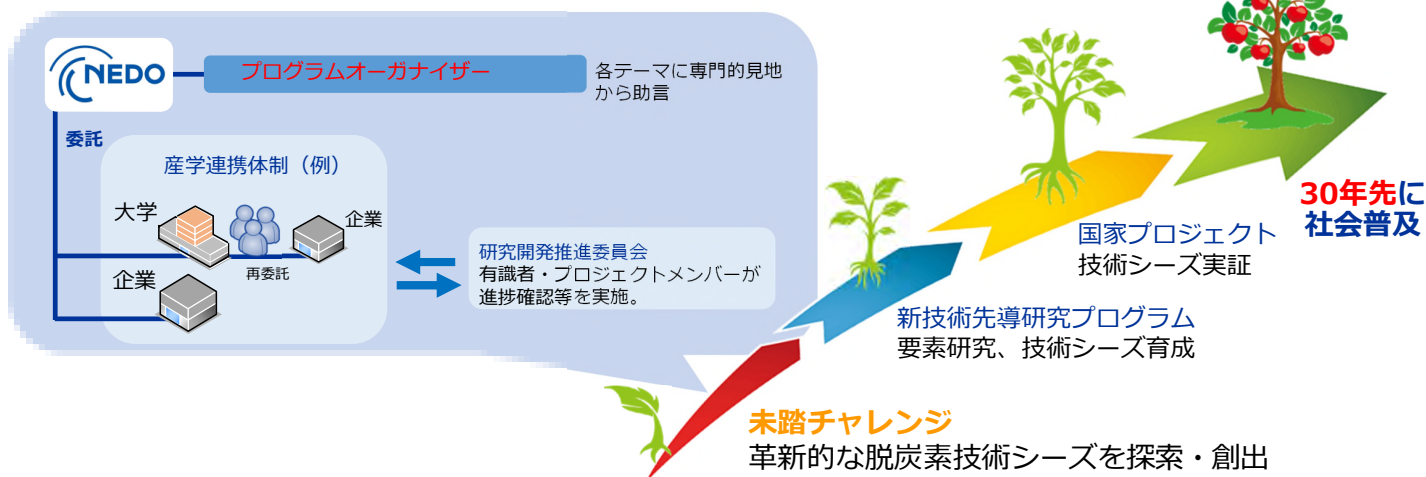 NEDO
プログラムオーガナイザー
各テーマに専門的見地
から助言
委託
産学連携体制（例）
大学
企業
再委託
企業
研究開発推進委員会
有識者・プロジェクトメンバーが
進捗確認等を実施。
30年先に
社会普及
国家プロジェクト
技術シーズ実証
新技術先導研究プログラム
要素研究、技術シーズ育成
未踏チャレンジ
革新的な脱炭素技術シーズを探索・創出